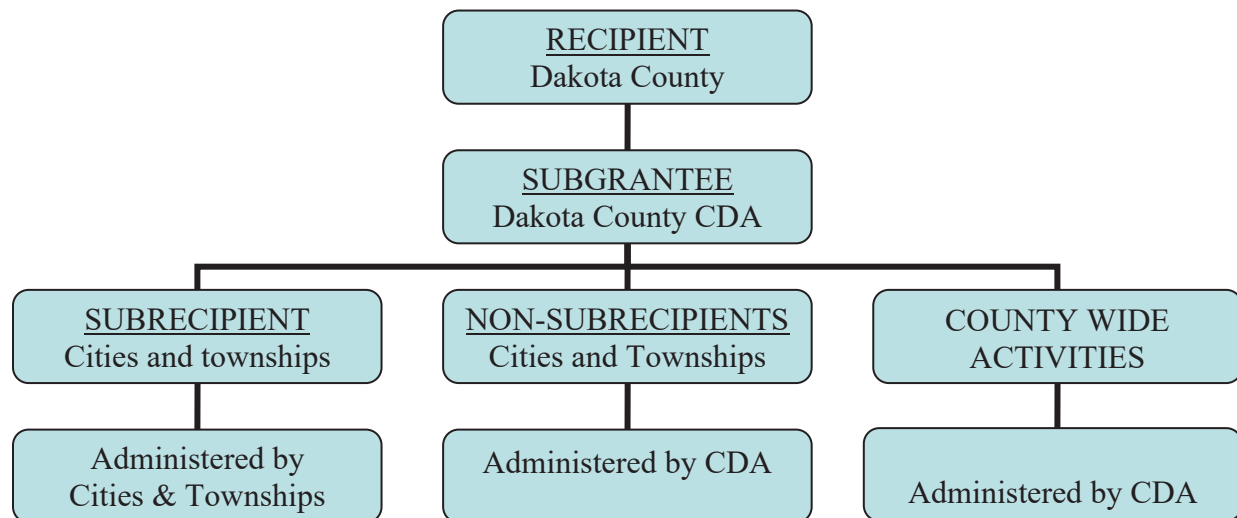 RECIPIENT
Dakota County
SUBGRANTEE
Dakota County CDA
SUBRECIPIENT
Cities and townships
NON-SUBRECIPIENTS
Cities and Townships
COUNTY WIDE
ACTIVITIES
Administered by
Cities & Townships
Administered by CDA
Administered by CDA